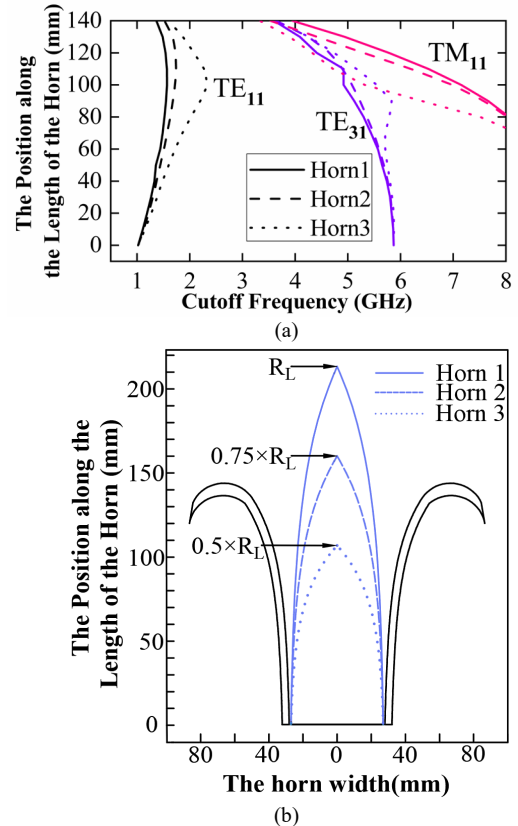 The Position along
the Length of the Horn (mm)
140
120
100
80
60
40
20
0
TM11
TE11
TE31
Horn1
Horn2
Horn3
1 2 3 4 5 6 7 8
Cutoff Frequency (GHz)
(a)
The Position along the
Length of the Horn (mm)
200
150
100
50
0
RL
0.75×RL
0.5×RL
Horn 1
Horn 2
Horn 3
80 40 0 40 80
The horn width(mm)
(b)